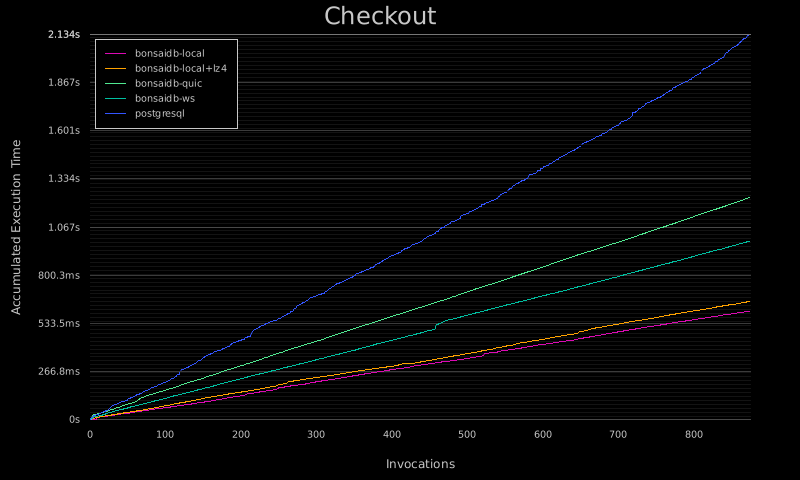 Checkout
2.134s
1.867s
1.601s
1.334s
1.067s
800.3ms
533.5ms
266.8ms
0s
bonsaidb-local
bonsaidb-local+lz4
bonsaidb-quic
bonsaidb-ws
postgresql
Accumulated Execution Time
0 100 200 300 400 500 600 700 800
Invocations